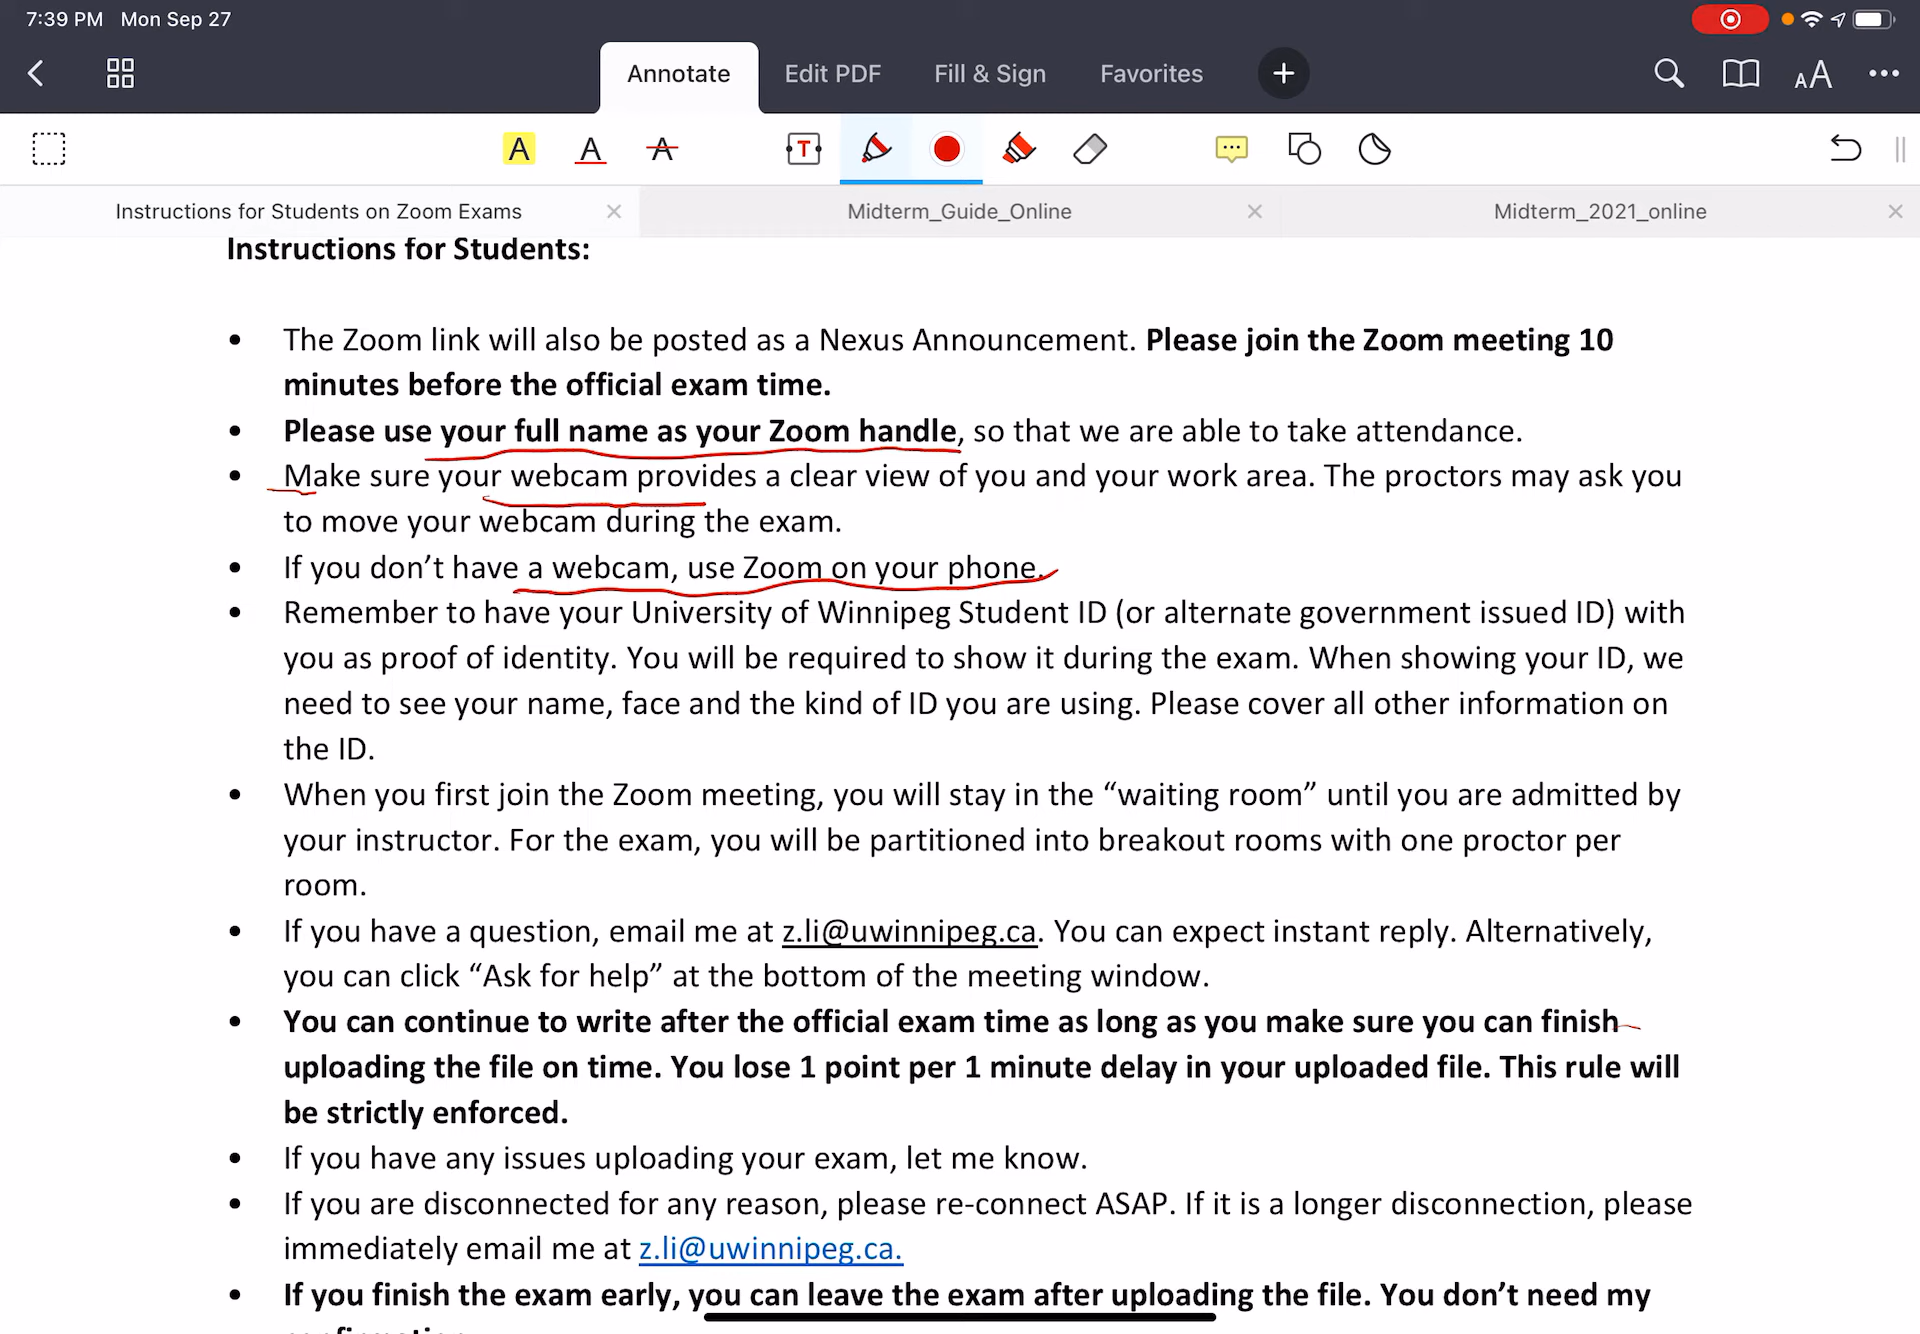 7:39 PM Mon Sep 27
Annotate Edit PDF Fill & Sign Favorites
AA
A A A T
Instructions for Students on Zoom Exams Midterm_Guide_Online Midterm_2021_online
Instructions for Students:
• The Zoom link will also be posted as a Nexus Announcement. Please join the Zoom meeting 10
minutes before the official exam time.
• Please use your full name as your Zoom handle, so that we are able to take attendance.
• Make sure your webcam provides a clear view of you and your work area. The proctors may ask you
to move your webcam during the exam.
• If you don’t have a webcam, use Zoom on your phone.
• Remember to have your University of Winnipeg Student ID (or alternate government issued ID) with
you as proof of identity. You will be required to show it during the exam. When showing your ID, we
need to see your name, face and the kind of ID you are using. Please cover all other information on
the ID.
• When you first join the Zoom meeting, you will stay in the “waiting room” until you are admitted by
your instructor. For the exam, you will be partitioned into breakout rooms with one proctor per
room.
• If you have a question, email me at z.li@uwinnipeg.ca. You can expect instant reply. Alternatively,
you can click “Ask for help” at the bottom of the meeting window.
• You can continue to write after the official exam time as long as you make sure you can finish
uploading the file on time. You lose 1 point per 1 minute delay in your uploaded file. This rule will
be strictly enforced.
• If you have any issues uploading your exam, let me know.
• If you are disconnected for any reason, please re-connect ASAP. If it is a longer disconnection, please
immediately email me at z.li@uwinnipeg.ca.
• If you finish the exam early, you can leave the exam after uploading the file. You don’t need my